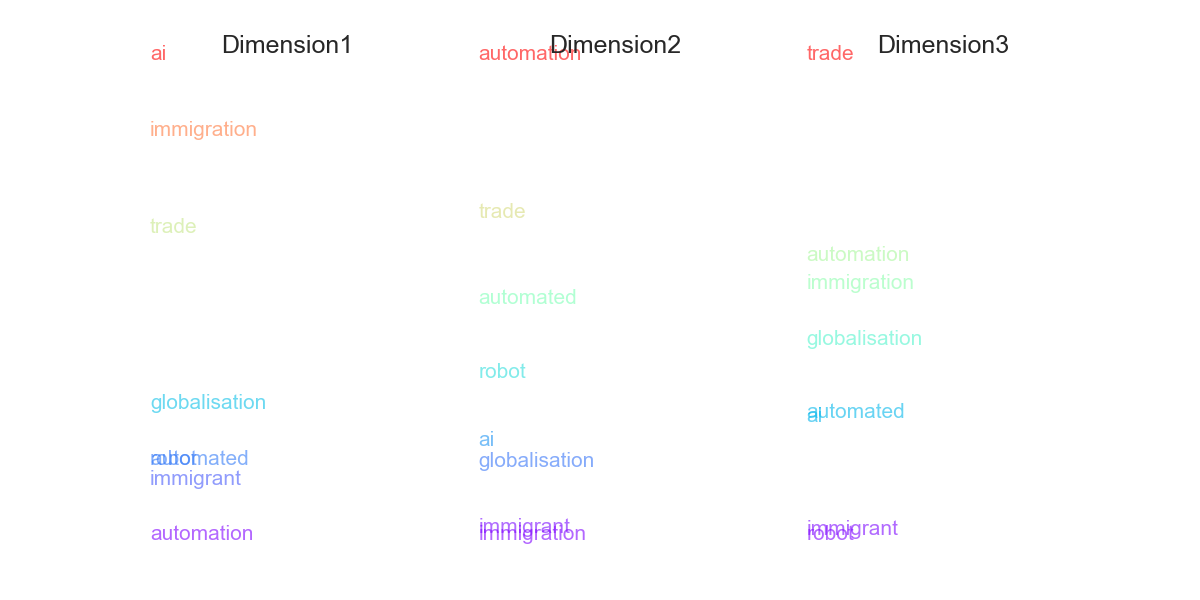 Dimension1
ai
immigration
trade
globalisation
robot
automated
immigrant
automation
Dimension2
automation
trade
automated
robot
ai
globalisation
immigrant
immigration
Dimension3
trade
automation
immigration
globalisation
automated
ai
immigrant
robot